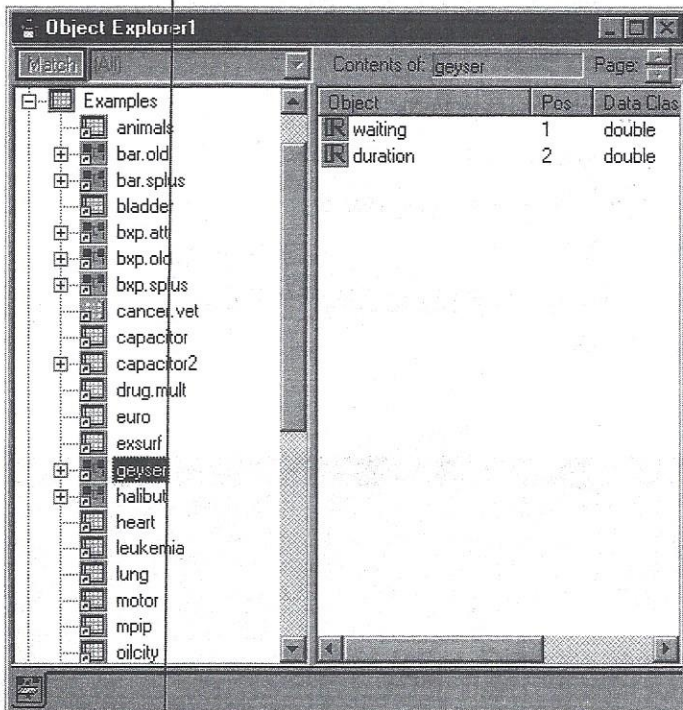 Object Explorer1
Match (All) Contents of: geyser Page:
Examples
animals
bar.old
bar.splus
bladder
bxp.att
bxp.old
bxp.splus
cancer.vet
capacitor
capacitor2
drug.mult
euro
exsurf
geyser
halibut
heart
leukemia
lung
motor
mpip
oilcity
Object Pos Data Clas
waiting 1 double
duration 2 double